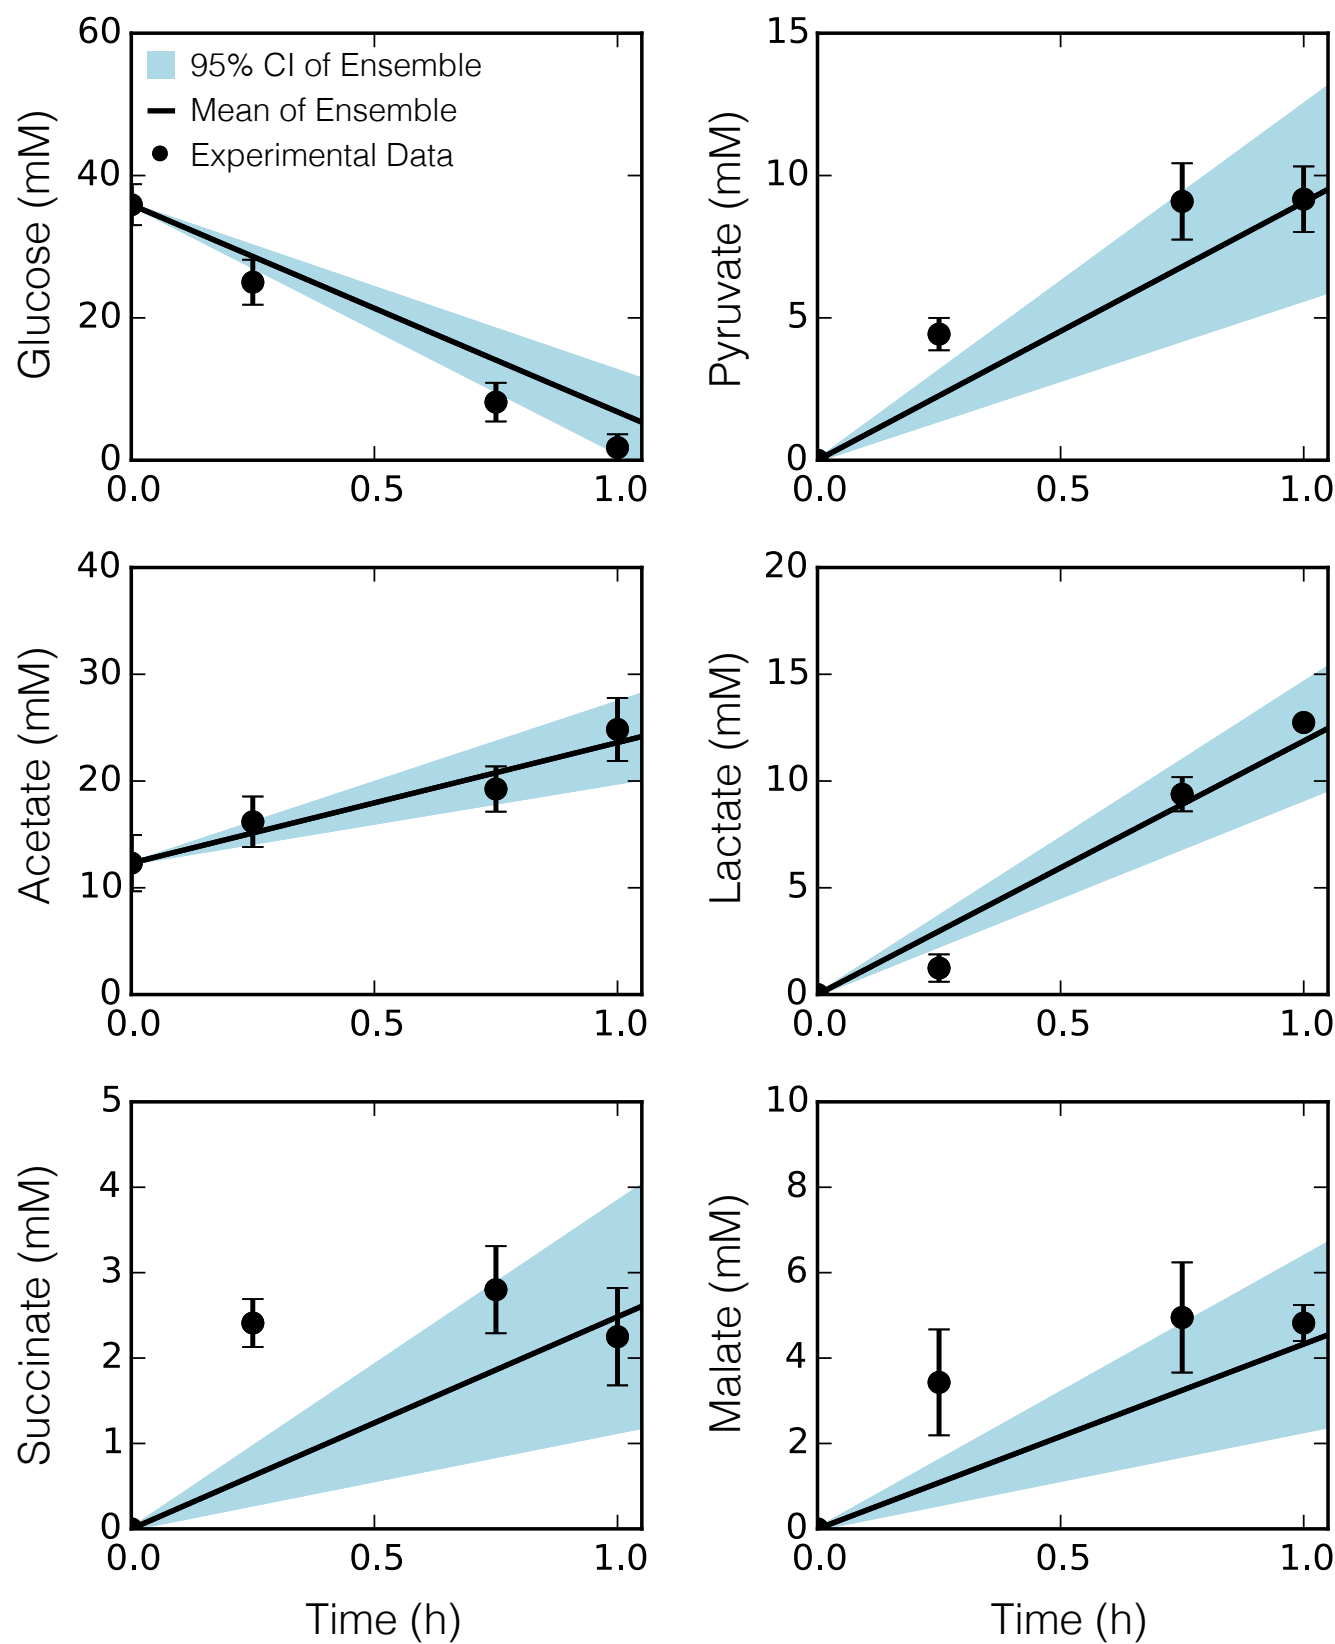 Glucose (mM)
60
40
20
0
95% CI of Ensemble
Mean of Ensemble
Experimental Data
0.0 0.5 1.0
Pyruvate (mM)
15
10
5
0
0.0 0.5 1.0
Acetate (mM)
40
30
20
10
0
0.0 0.5 1.0
Lactate (mM)
20
15
10
5
0
0.0 0.5 1.0
Succinate (mM)
5
4
3
2
1
0
0.0 0.5 1.0
Time (h)
Malate (mM)
10
8
6
4
2
0
0.0 0.5 1.0
Time (h)